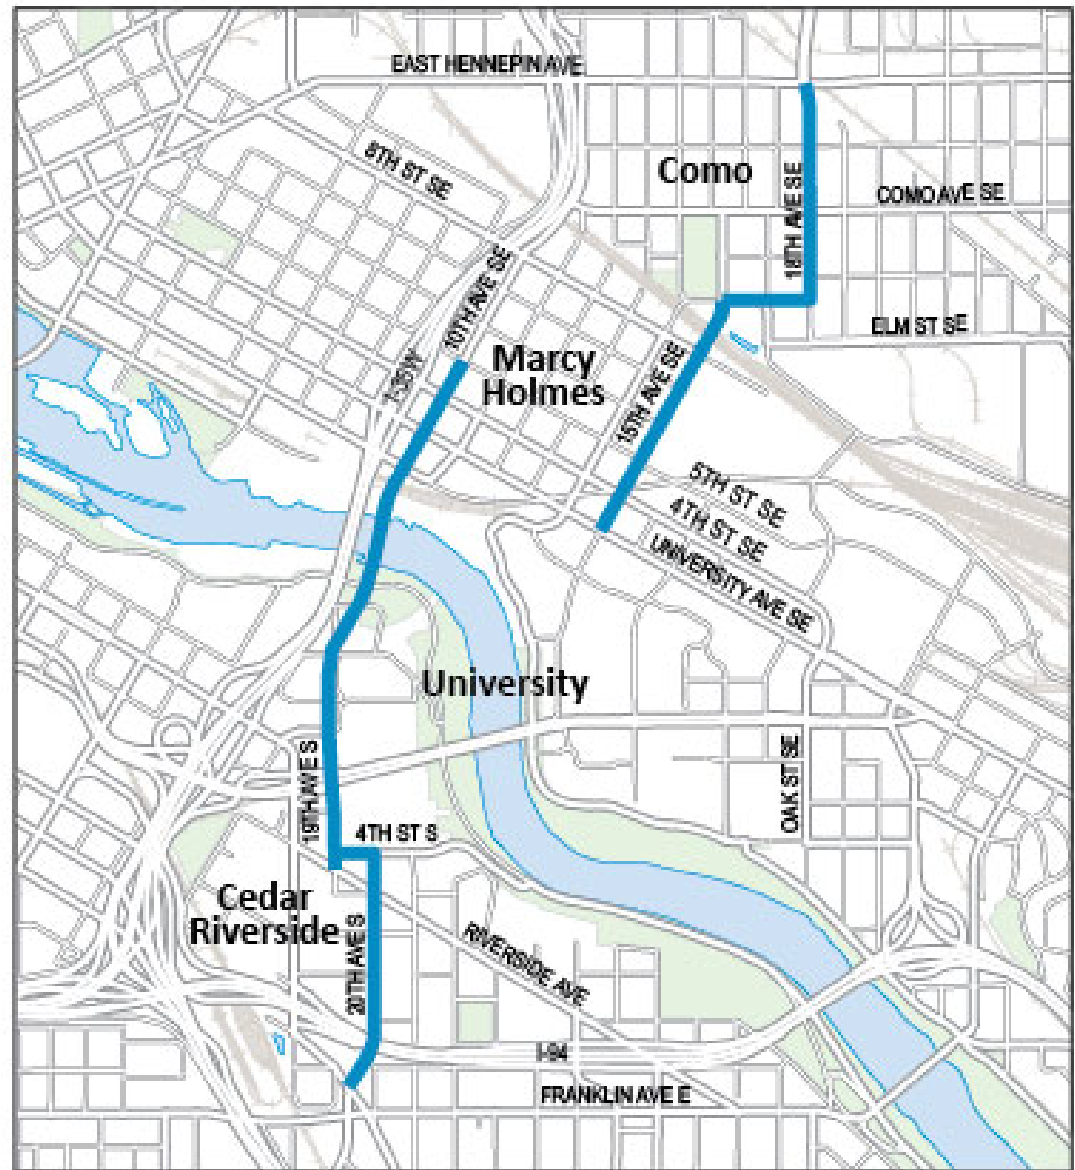 EAST HENNEPIN AVE
8TH ST SE
Como
18TH AVE SE
COMO AVE SE
10TH AVE SE
ELM ST SE
I-35W
Marcy
Holmes
15TH AVE SE
5TH ST SE
4TH ST SE
UNIVERSITY AVE SE
University
19TH AVE S
OAK ST SE
4TH ST S
Cedar
Riverside
20TH AVE S
RIVERSIDE AVE
I-94
FRANKLIN AVE E